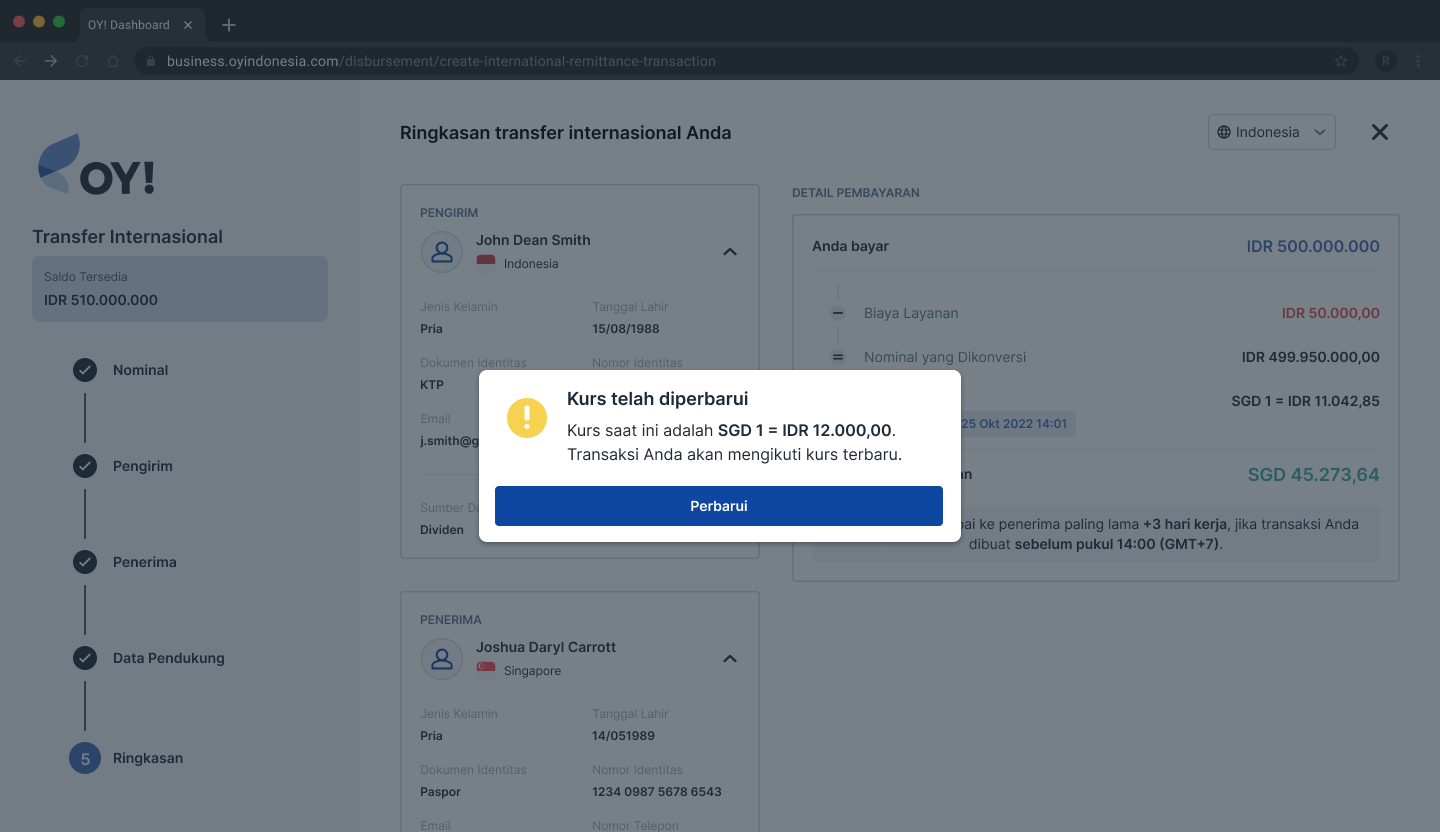 OY! Dashboard
business.oyindonesia.com/disbursement/create-international-remittance-transaction
R
OY!
Transfer Internasional
Saldo Tersedia
IDR 510.000.000
Nominal
Pengirim
Penerima
Data Pendukung
5 Ringkasan
Ringkasan transfer internasional Anda
Indonesia
PENGIRIM
John Dean Smith
Indonesia
Jenis Kelamin Tanggal Lahir
Pria 15/08/1988
Dokumen Identitas Nomor Identitas
KTP
Email
j.smith@g
Sumber D
Dividen
PENERIMA
Joshua Daryl Carrott
Singapore
Jenis Kelamin Tanggal Lahir
Pria 14/051989
Dokumen Identitas Nomor Identitas
Paspor 1234 0987 5678 6543
Email Nomor Telepon
DETAIL PEMBAYARAN
Anda bayar IDR 500.000.000
Biaya Layanan IDR 50.000,00
Nominal yang Dikonversi IDR 499.950.000,00
SGD 1 = IDR 11.042,85
25 Okt 2022 14:01
an SGD 45.273,64
pai ke penerima paling lama +3 hari kerja, jika transaksi Anda
dibuat sebelum pukul 14:00 (GMT+7).
Kurs telah diperbarui
Kurs saat ini adalah SGD 1 = IDR 12.000,00.
Transaksi Anda akan mengikuti kurs terbaru.
Perbarui